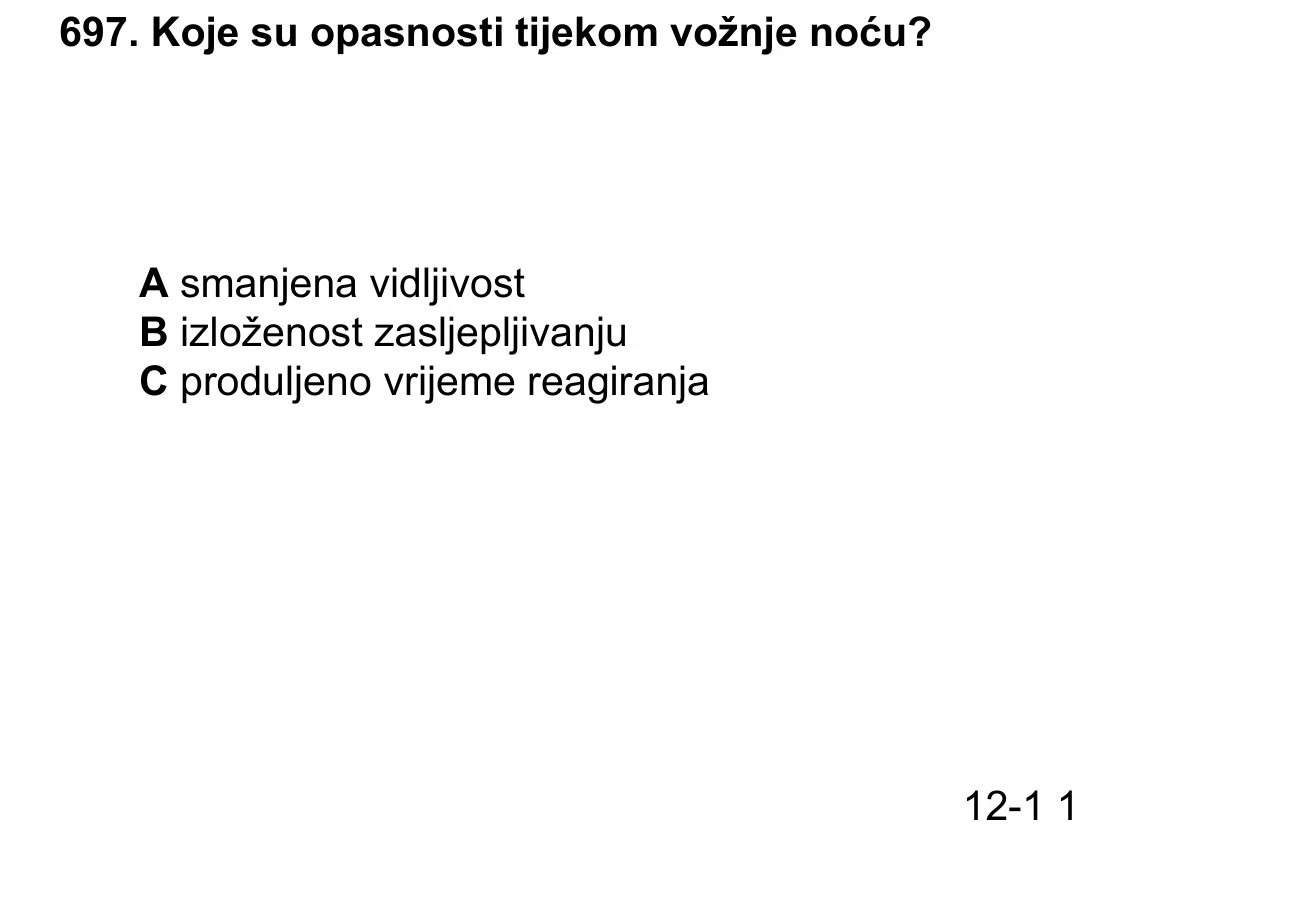 697. Koje su opasnosti tijekom vožnje noću?
A smanjena vidljivost
B izloženost zasljepljivanju
C produljeno vrijeme reagiranja
12-1 1